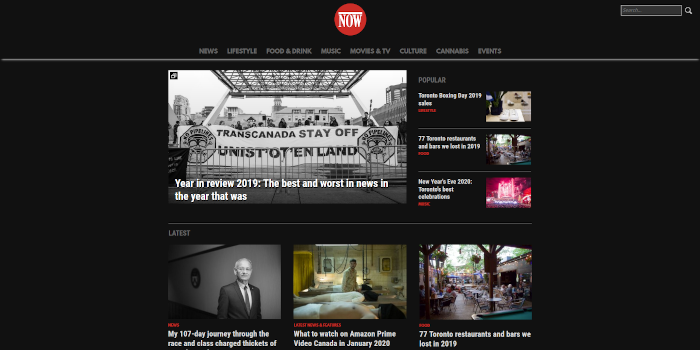 NOW
Search...
NEWS LIFESTYLE FOOD & DRINK MUSIC MOVIES & TV CULTURE CANNABIS EVENTS
TRANSCANADA STAY OFF
UNIST'OT'EN LAND
NO PIPELINES
NO PIPELINES
Year in review 2019: The best and worst in news in
the year that was
POPULAR
Toronto Boxing Day 2019
sales
LIFESTYLE
77 Toronto restaurants
and bars we lost in 2019
FOOD
New Year's Eve 2020:
Toronto's best
celebrations
MUSIC
LATEST
NEWS
My 107-day journey through the
race and class charged thickets of
LATEST NEWS & FEATURES
What to watch on Amazon Prime
Video Canada in January 2020
FOOD
77 Toronto restaurants and bars we
lost in 2019